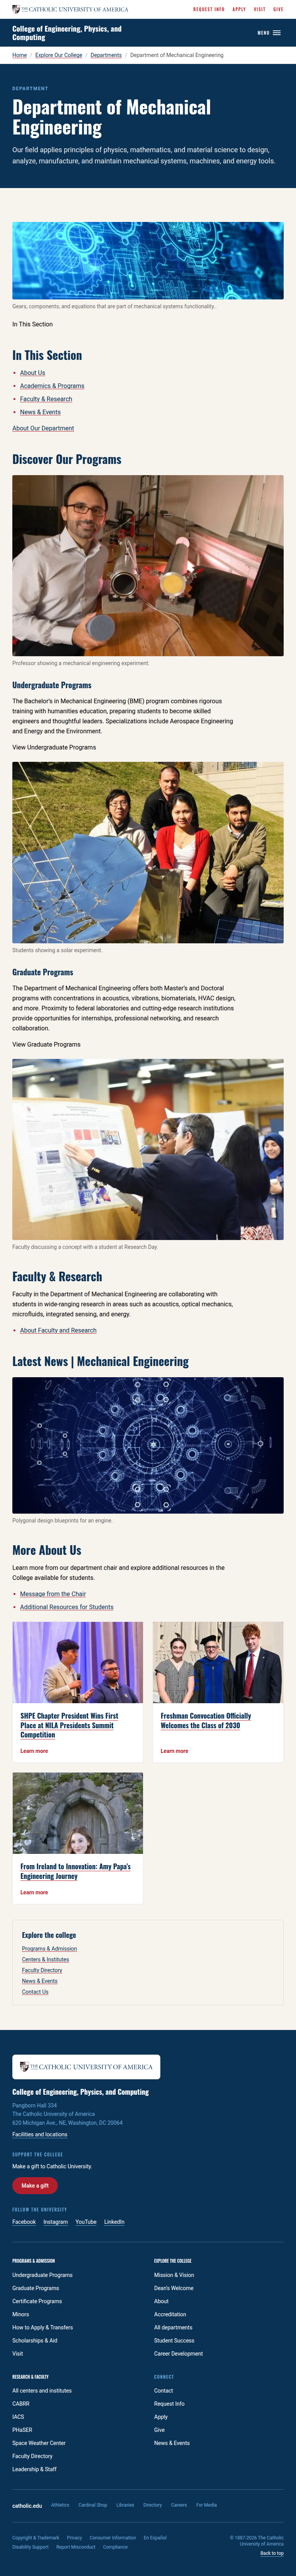 THE CATHOLIC UNIVERSITY OF AMERICA
REQUEST INFO APPLY VISIT GIVE
College of Engineering, Physics, and
Computing
MENU
Home / Explore Our College / Departments / Department of Mechanical Engineering
DEPARTMENT
Department of Mechanical
Engineering
Our field applies principles of physics, mathematics, and material science to design,
analyze, manufacture, and maintain mechanical systems, machines, and energy tools.
Gears, components, and equations that are part of mechanical systems functionality..
In This Section
In This Section
About Us
Academics & Programs
Faculty & Research
News & Events
About Our Department
Discover Our Programs
Professor showing a mechanical engineering experiment.
Undergraduate Programs
The Bachelor's in Mechanical Engineering (BME) program combines rigorous
training with humanities education, preparing students to become skilled
engineers and thoughtful leaders. Specializations include Aerospace Engineering
and Energy and the Environment.
View Undergraduate Programs
Students showing a solar experiment.
Graduate Programs
The Department of Mechanical Engineering offers both Master's and Doctoral
programs with concentrations in acoustics, vibrations, biomaterials, HVAC design,
and more. Proximity to federal laboratories and cutting-edge research institutions
provide opportunities for internships, professional networking, and research
collaboration.
View Graduate Programs
Faculty discussing a concept with a student at Research Day.
Faculty & Research
Faculty in the Department of Mechanical Engineering are collaborating with
students in wide-ranging research in areas such as acoustics, optical mechanics,
microfluids, integrated sensing, and energy.
About Faculty and Research
Latest News | Mechanical Engineering
Polygonal design blueprints for an engine.
More About Us
Learn more from our department chair and explore additional resources in the
College available for students.
Message from the Chair
Additional Resources for Students
SHPE Chapter President Wins First
Place at NILA Presidents Summit
Competition
Learn more
Freshman Convocation Officially
Welcomes the Class of 2030
Learn more
From Ireland to Innovation: Amy Papa's
Engineering Journey
Learn more
Explore the college
Programs & Admission
Centers & Institutes
Faculty Directory
News & Events
Contact Us
THE CATHOLIC UNIVERSITY OF AMERICA
College of Engineering, Physics, and Computing
Pangborn Hall 334
The Catholic University of America
620 Michigan Ave., NE, Washington, DC 20064
Facilities and locations
SUPPORT THE COLLEGE
Make a gift to Catholic University.
Make a gift
FOLLOW THE UNIVERSITY
Facebook Instagram YouTube LinkedIn
PROGRAMS & ADMISSION
Undergraduate Programs
Graduate Programs
Certificate Programs
Minors
How to Apply & Transfers
Scholarships & Aid
Visit
EXPLORE THE COLLEGE
Mission & Vision
Dean's Welcome
About
Accreditation
All departments
Student Success
Career Development
RESEARCH & FACULTY
All centers and institutes
CABRR
IACS
PHaSER
Space Weather Center
Faculty Directory
Leadership & Staff
CONNECT
Contact
Request Info
Apply
Give
News & Events
catholic.edu Athletics Cardinal Shop Libraries Directory Careers For Media
Copyright & Trademark Privacy Consumer Information En Español
Disability Support Report Misconduct Compliance
© 1887-2026 The Catholic
University of America
Back to top